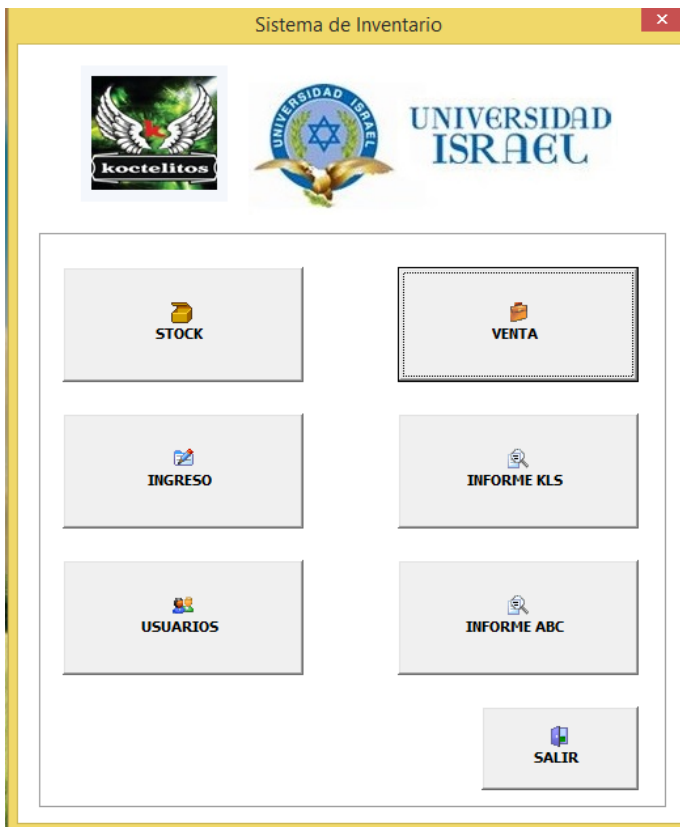 Sistema de Inventario
koctelitos
UNIVERSIDAD ISRAEL
UNIVERSIDAD
ISRAEL
STOCK
VENTA
INGRESO
INFORME KLS
USUARIOS
INFORME ABC
SALIR